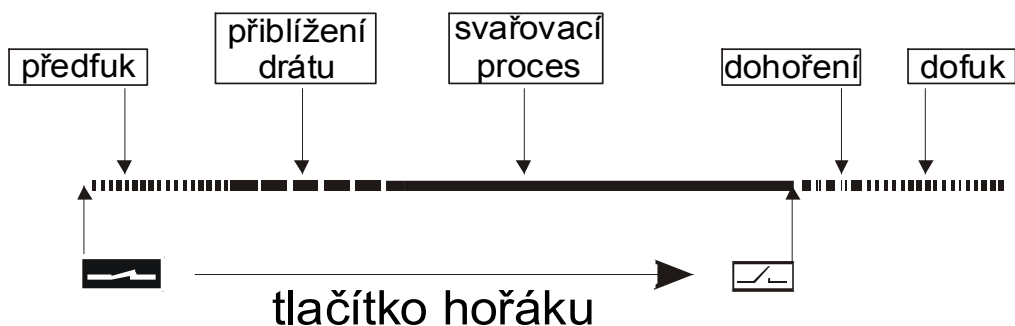 předfuk
přiblížení
drátu
svařovací
proces
dohoření
dofuk
tlačítko hořáku